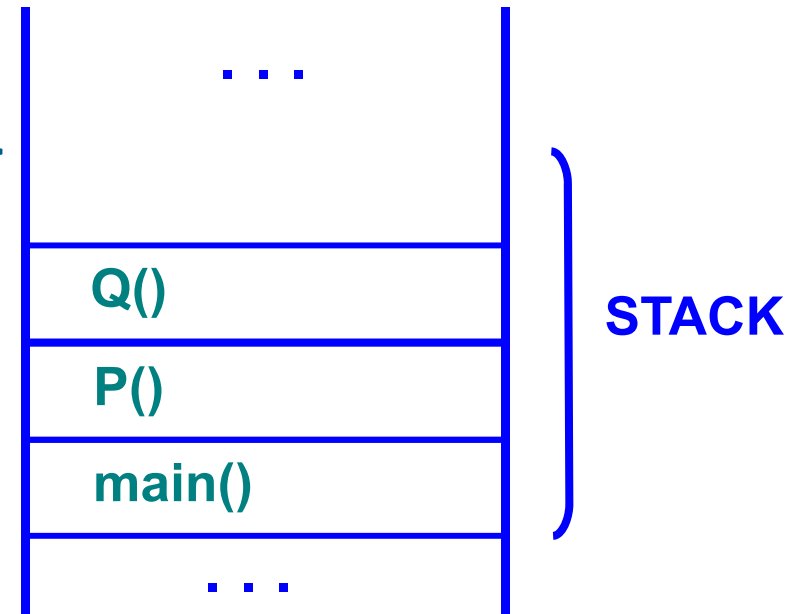 . . .
Q()
STACK
P()
main()
. . .